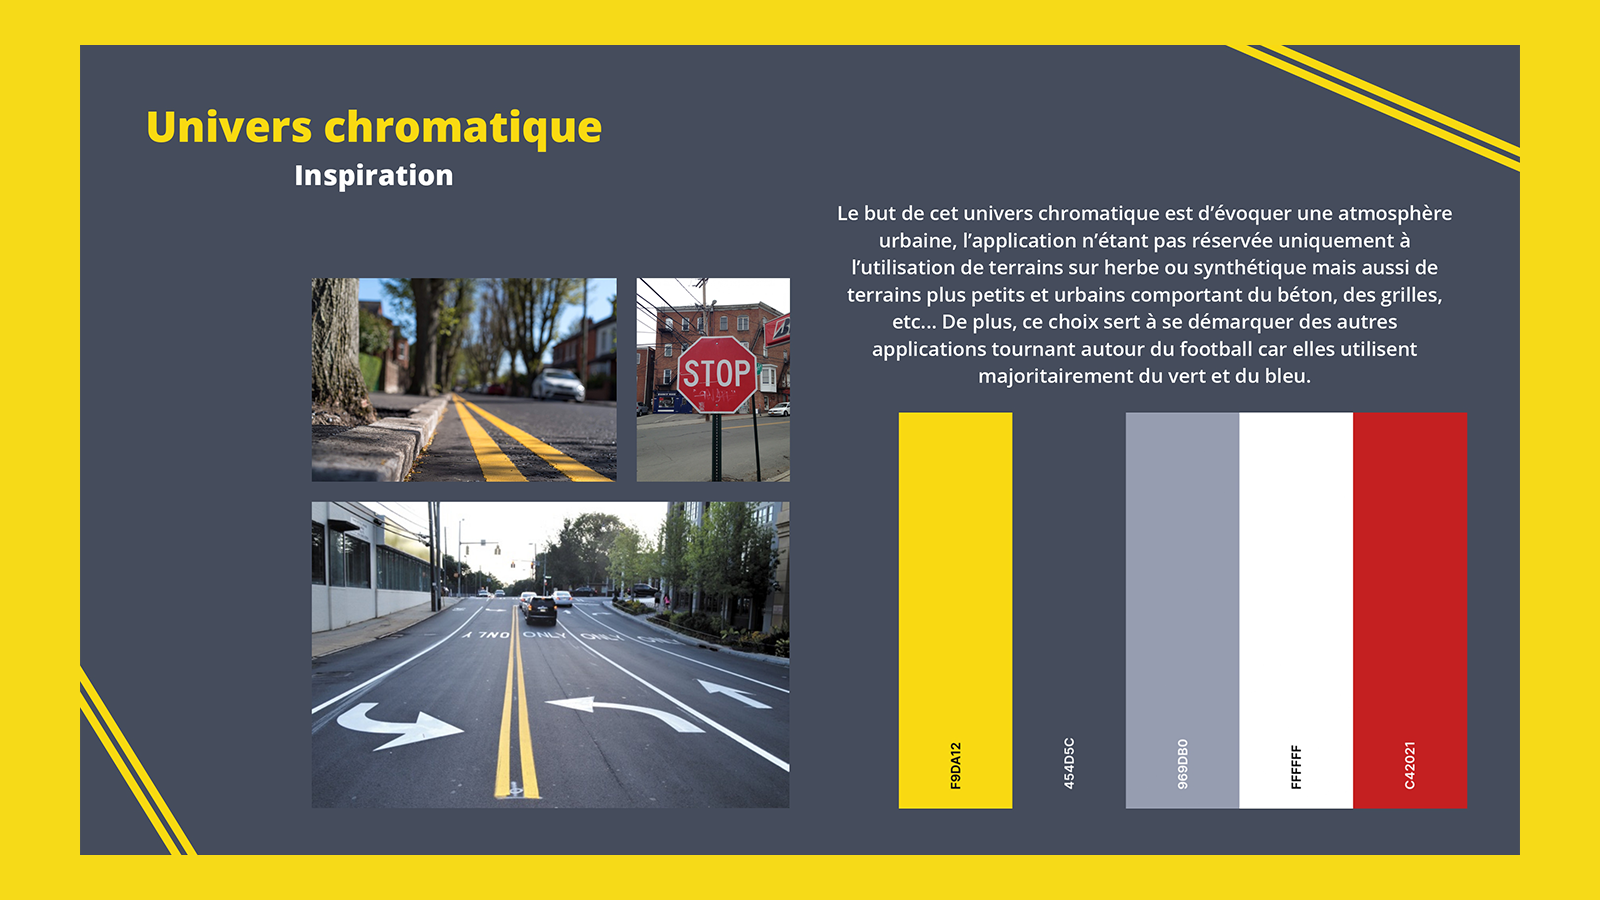 Univers chromatique
Inspiration
Le but de cet univers chromatique est d’évoquer une atmosphère
urbaine, l’application n’étant pas réservée uniquement à
l’utilisation de terrains sur herbe ou synthétique mais aussi de
terrains plus petits et urbains comportant du béton, des grilles,
etc... De plus, ce choix sert à se démarquer des autres
applications tournant autour du football car elles utilisent
majoritairement du vert et du bleu.
STOP
ONLY
ONLY
ONLY
ONLY
F9DA12
454D5C
969DB0
FFFFFF
C42021